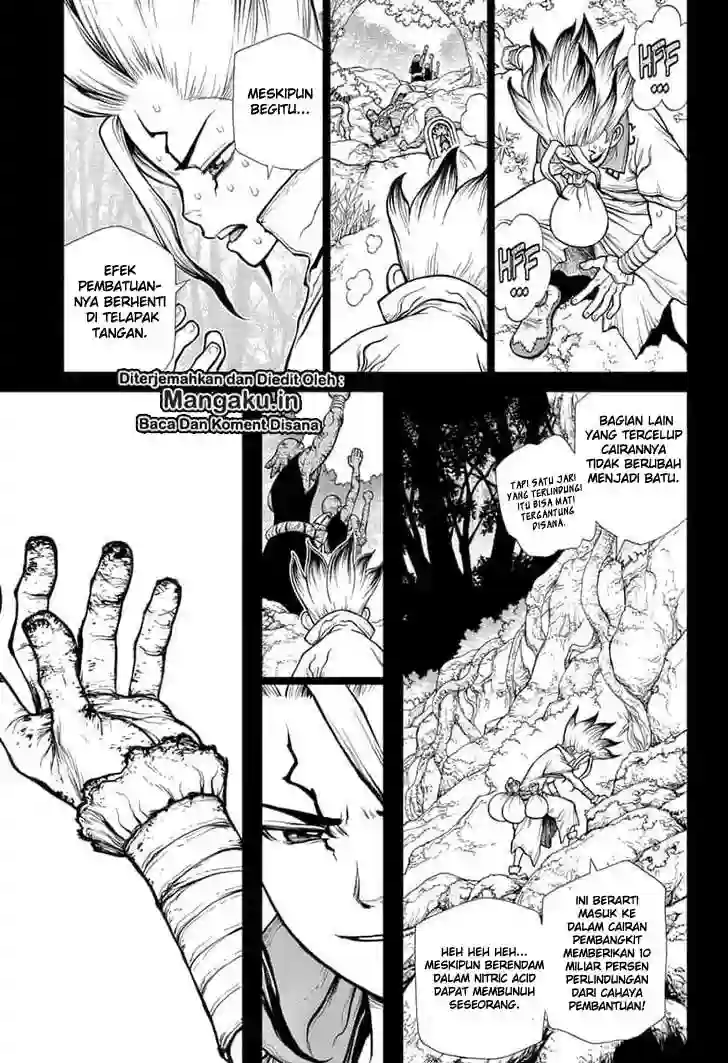 HFF
...
HFF
...
MESKIPUN
BEGITU...
EFEK
PEMBATUAN-
NYA BERHENTI
DI TELAPAK
TANGAN.
Diterjemahkan dan Diedit Oleh :
Mangaku.in
Baca Dan Koment Disana
BAGIAN LAIN
YANG TERCELUP
CAIRANNYA
TIDAK BERUBAH
MENJADI BATU.
TAPI SATU JARI
YANG TERLINDUNGI
ITU BISA MATI
TERGANTUNG
DISANA.
INI BERARTI
MASUK KE
DALAM CAIRAN
PEMBANGKIT
MEMBERIKAN 10
MILIAR PERSEN
PERLINDUNGAN
DARI CAHAYA
PEMBANTUAN!
HEH HEH HEH...
MESKIPUN BERENDAM
DALAM NITRIC ACID
DAPAT MEMBUNUH
SESEORANG.